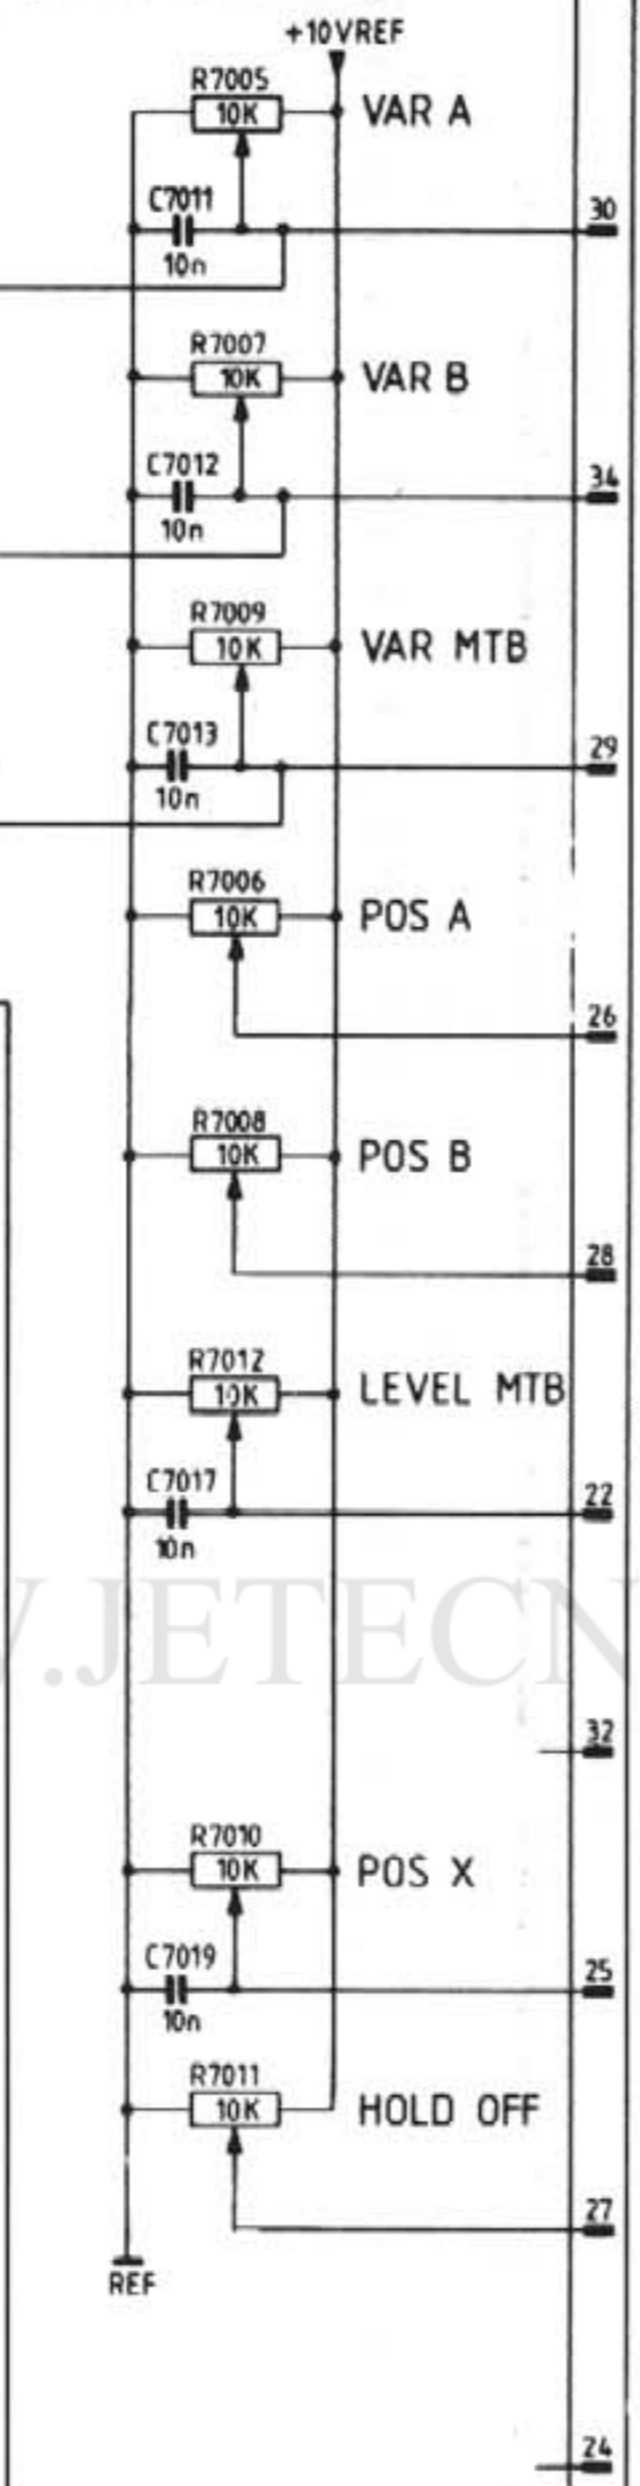 +10VREF
R7005
10K
VAR A
C7011
30
10n
R7007
10K
VAR B
C7012
34
10n
R7009
10K
VAR MTB
C7013
29
10n
R7006
10K
POS A
26
R7008
10K
POS B
28
R7012
10K
LEVEL MTB
C7017
22
10n
.JETECN
32
R7010
10K
POS X
C7019
25
10n
R7011
10K
HOLD OFF
27
REF
24